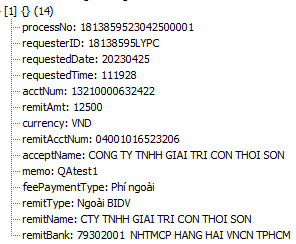 [1] {} (14)
processNo: 1813859523042500001
requesterID: 18138595LYPC
requestedDate: 20230425
requestedTime: 111928
acctNum: 13210000632422
remitAmt: 12500
currency: VND
remitAcctNum: 04001016523206
acceptName: CONG TY TNHH GIAI TRI CON THOI SON
memo: QAtest1
feePaymentType: Phí ngoài
remitType: Ngoài BIDV
remitName: CTY TNHH GIAI TRI CON THOI SON
remitBank: 79302001_NHTMCP HANG HAI VNCN TPHCM